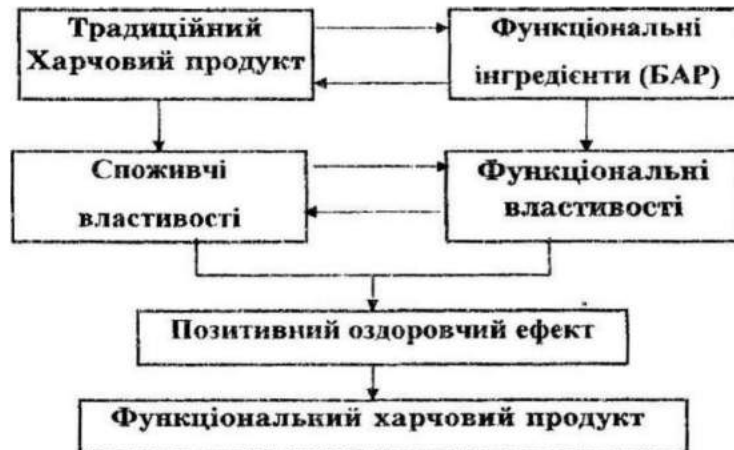 Традиційний
Харчовий продукт
Функціональні
інгредієнти (БАР)
Споживчі
властивості
Функціональні
властивості
Позитивний оздоровчий ефект
Функціоналький харчовий продукт